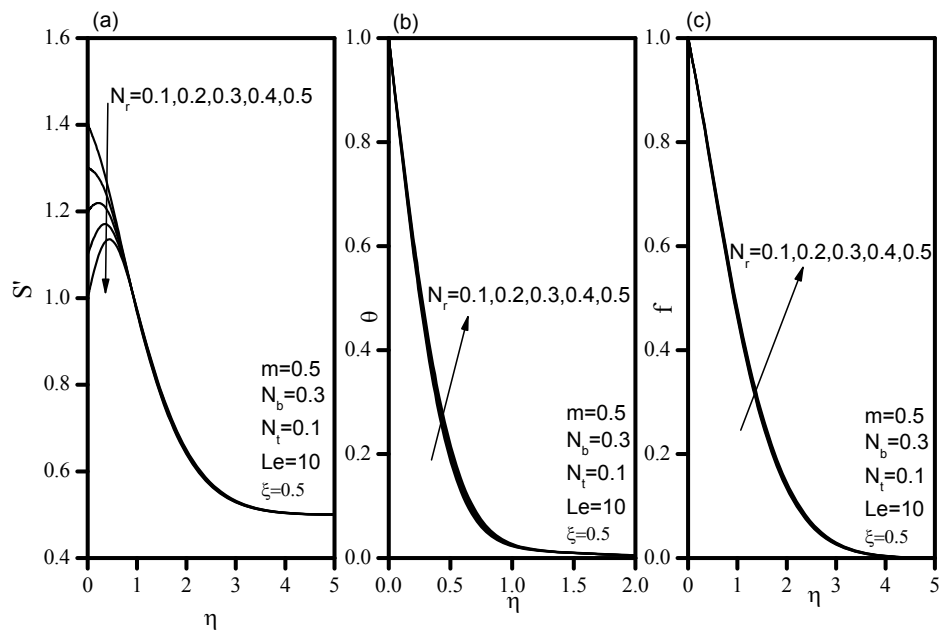 (a)
1.6
1.4
1.2
1.0
0.8
0.6
0.4
S'
N_r=0.1,0.2,0.3,0.4,0.5
m=0.5
N_b=0.3
N_t=0.1
Le=10
ξ=0.5
0 1 2 3 4 5
η
(b)
1.0
0.8
0.6
0.4
0.2
0.0
θ
N_r=0.1,0.2,0.3,0.4,0.5
m=0.5
N_b=0.3
N_t=0.1
Le=10
ξ=0.5
0.0 0.5 1.0 1.5 2.0
η
(c)
1.0
0.8
0.6
0.4
0.2
0.0
f
N_r=0.1,0.2,0.3,0.4,0.5
m=0.5
N_b=0.3
N_t=0.1
Le=10
ξ=0.5
0 1 2 3 4 5
η